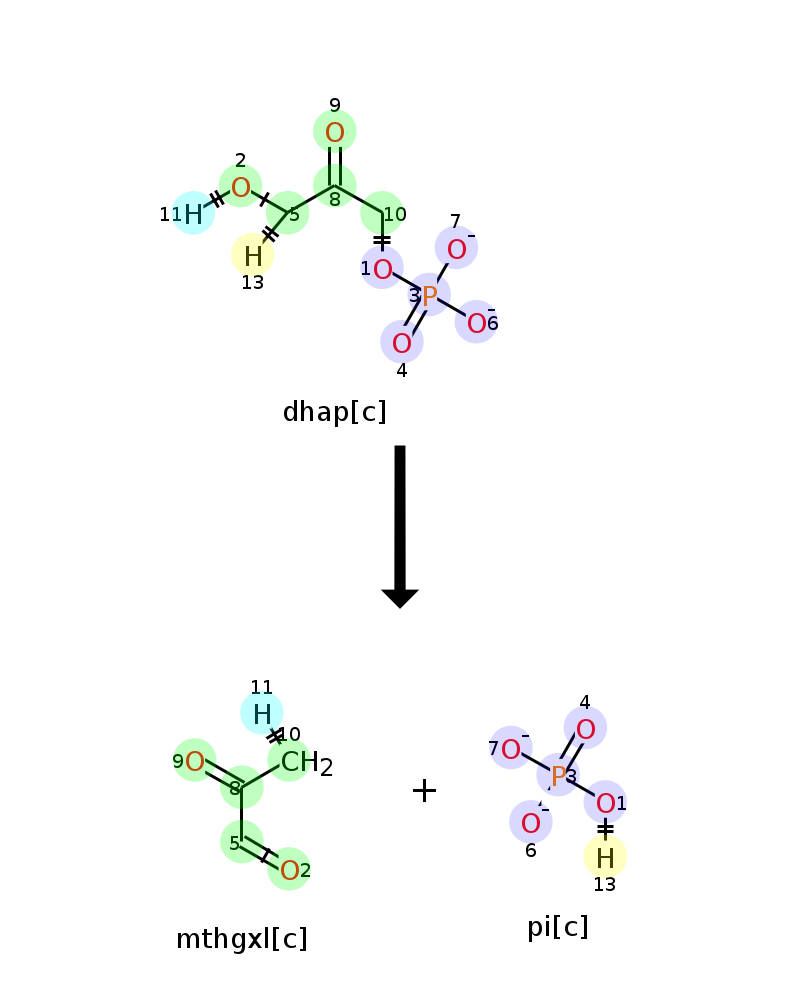 9
O
2
O
11 H
5
8
10
H
13
7
O-
1 O
3 P
O- 6
O
4
dhap[c]
11
H
10
CH2
9 O
8
5
O 2
mthgxl[c]
+
4
O
7 O-
P 3
O 1
O-
6
H
13
pi[c]